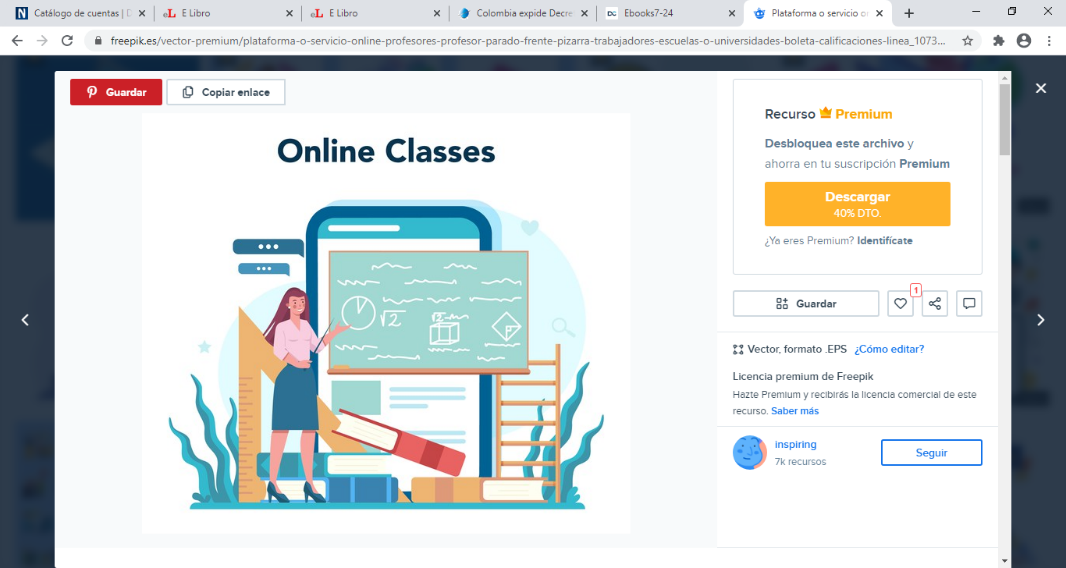 Catálogo de cuentas | D
E Libro
E Libro
Colombia expide Decre
Ebooks7-24
Plataforma o servicio on
freepik.es/vector-premium/plataforma-o-servicio-online-profesores-profesor-parado-frente-pizarra-trabajadores-escuelas-o-universidades-boleta-calificaciones-linea_1073...
Guardar
Copiar enlace
Online Classes
√2
√2
P
Recurso Premium
Desbloquea este archivo y
ahorra en tu suscripción Premium
Descargar
40% DTO.
¿Ya eres Premium? Identifícate
Guardar
1
Vector, formato .EPS ¿Cómo editar?
Licencia premium de Freepik
Hazte Premium y recibirás la licencia comercial de este
recurso. Saber más
inspiring
7k recursos
Seguir